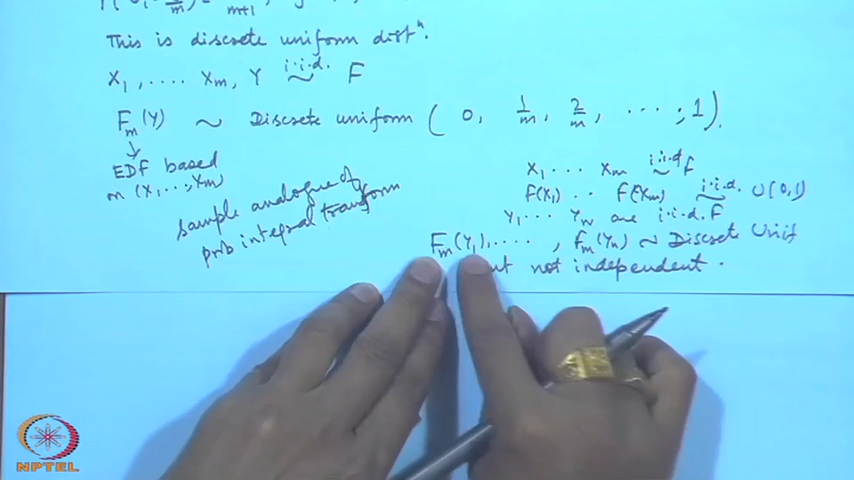 m+1,
This is discrete uniform distⁿ.
X₁, .... Xₘ, Y i.i.d. ~ F
Fₘ(Y) ~ Discrete uniform (0, 1/m, 2/m, ....., 1).
↓
EDF based
on (X₁, ..., Xₘ)
sample analogue of
prob integral transform
X₁ .... Xₘ i.i.d ~ F
F(X₁) .. F(Xₘ) i.i.d. ~ U(0,1)
Y₁ .... Yₙ are i.i.d. F
Fₘ(Y₁), ...., Fₘ(Yₙ) ~ Discrete Unif
not independent.
NPTEL